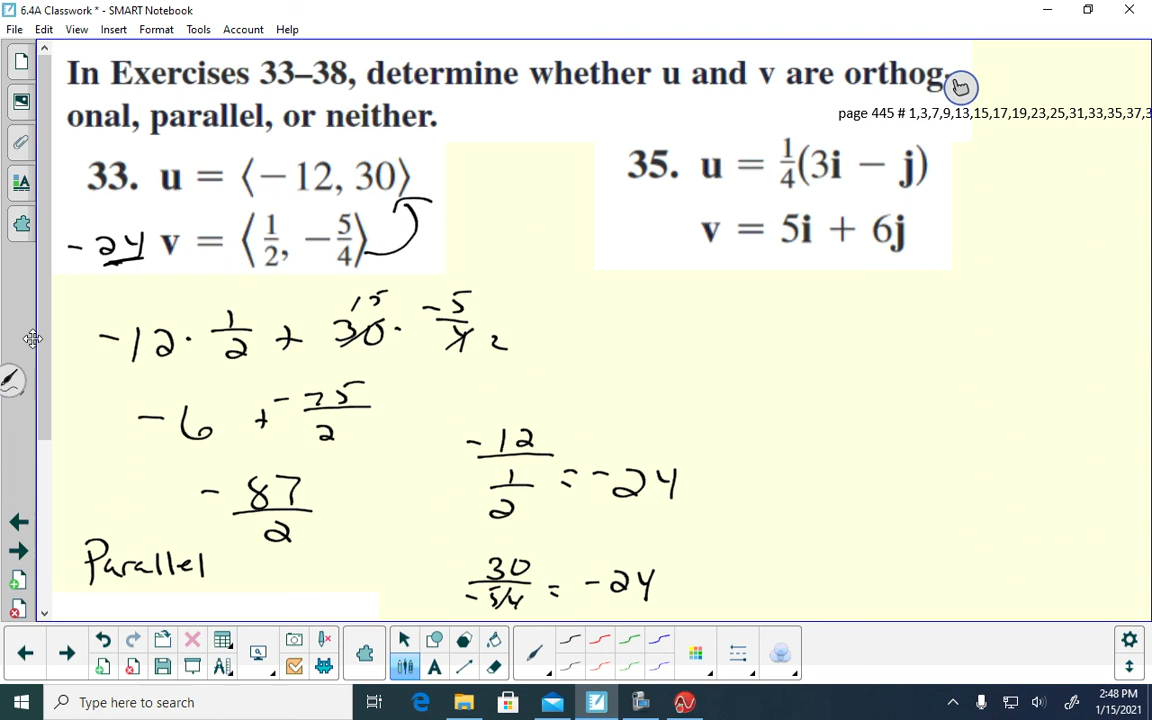 6.4A Classwork * - SMART Notebook
File Edit View Insert Format Tools Account Help
In Exercises 33–38, determine whether u and v are orthog-
onal, parallel, or neither.
page 445 # 1,3,7,9,13,15,17,19,23,25,31,33,35,37,3
33. u = ⟨−12, 30⟩
-24 v = ⟨1/2, −5/4⟩
35. u = 1/4(3i − j)
v = 5i + 6j
-12 · 1/2 + 30 · -5/4 =
15
-6 + -75/2
-87/2
Parallel
-12/(1/2) = -24
30/(-5/4) = -24
Type here to search
2:48 PM
1/15/2021